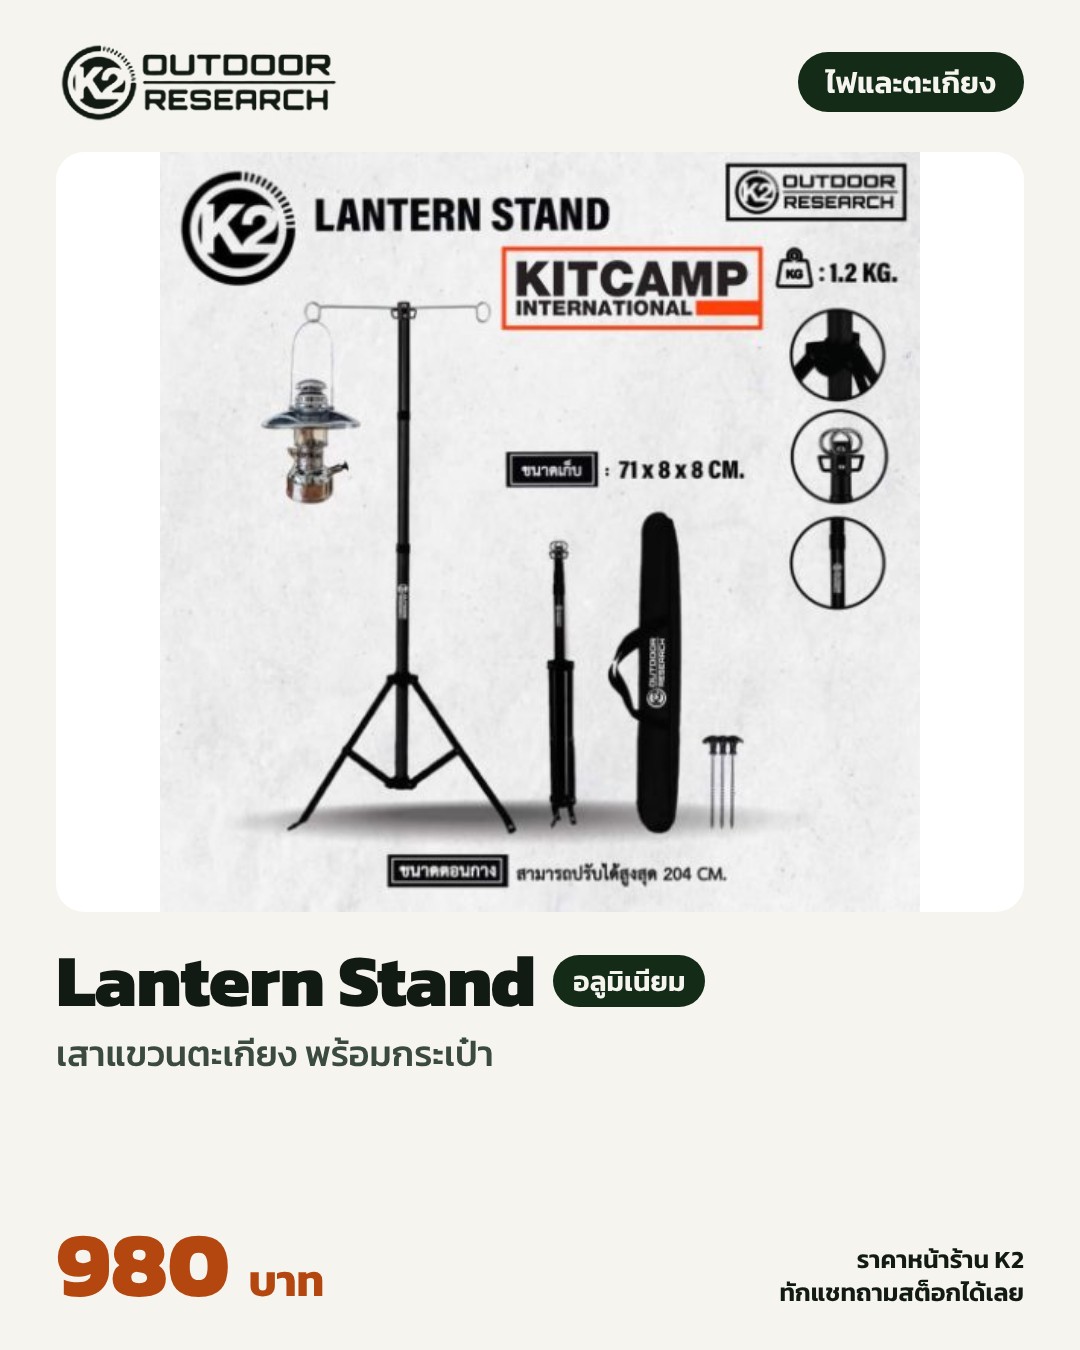 K2 OUTDOOR RESEARCH
ไฟและตะเกียง
K2 LANTERN STAND
K2 OUTDOOR RESEARCH
KITCAMP
INTERNATIONAL
KG : 1.2 KG.
ขนาดเก็บ : 71 x 8 x 8 CM.
OUTDOOR RESEARCH
ขนาดตอนกาง สามารถปรับได้สูงสุด 204 CM.
Lantern Stand อลูมิเนียม
เสาแขวนตะเกียง พร้อมกระเป๋า
980 บาท
ราคาหน้าร้าน K2
ทักแชทถามสต็อกได้เลย